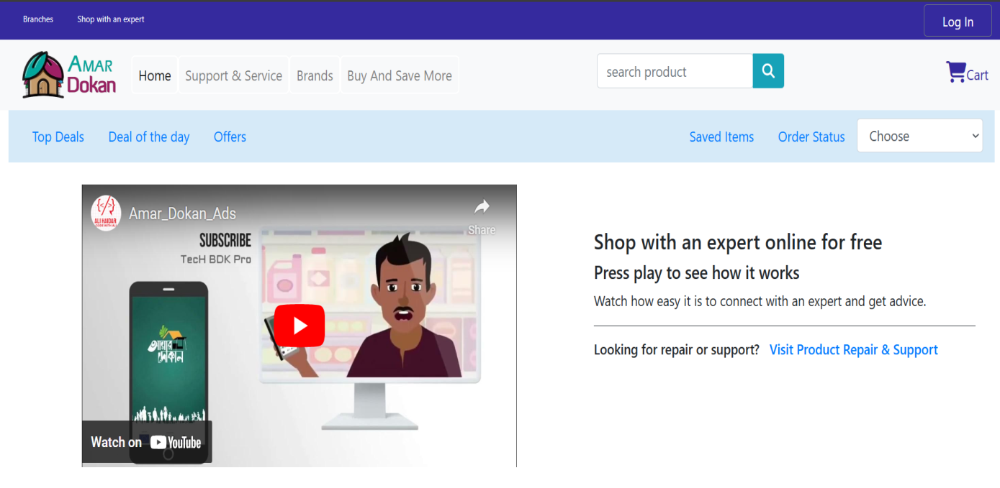 Branches Shop with an expert Log In
AMAR
Dokan
Home Support & Service Brands Buy And Save More
search product
Cart
Top Deals Deal of the day Offers Saved Items Order Status Choose
{</>}
ALI HAIDAR
CODE WITH ALI
Amar_Dokan_Ads
Share
SUBSCRIBE
TecH BDK Pro
আমার
দোকান
Watch on YouTube
Shop with an expert online for free
Press play to see how it works
Watch how easy it is to connect with an expert and get advice.
Looking for repair or support? Visit Product Repair & Support